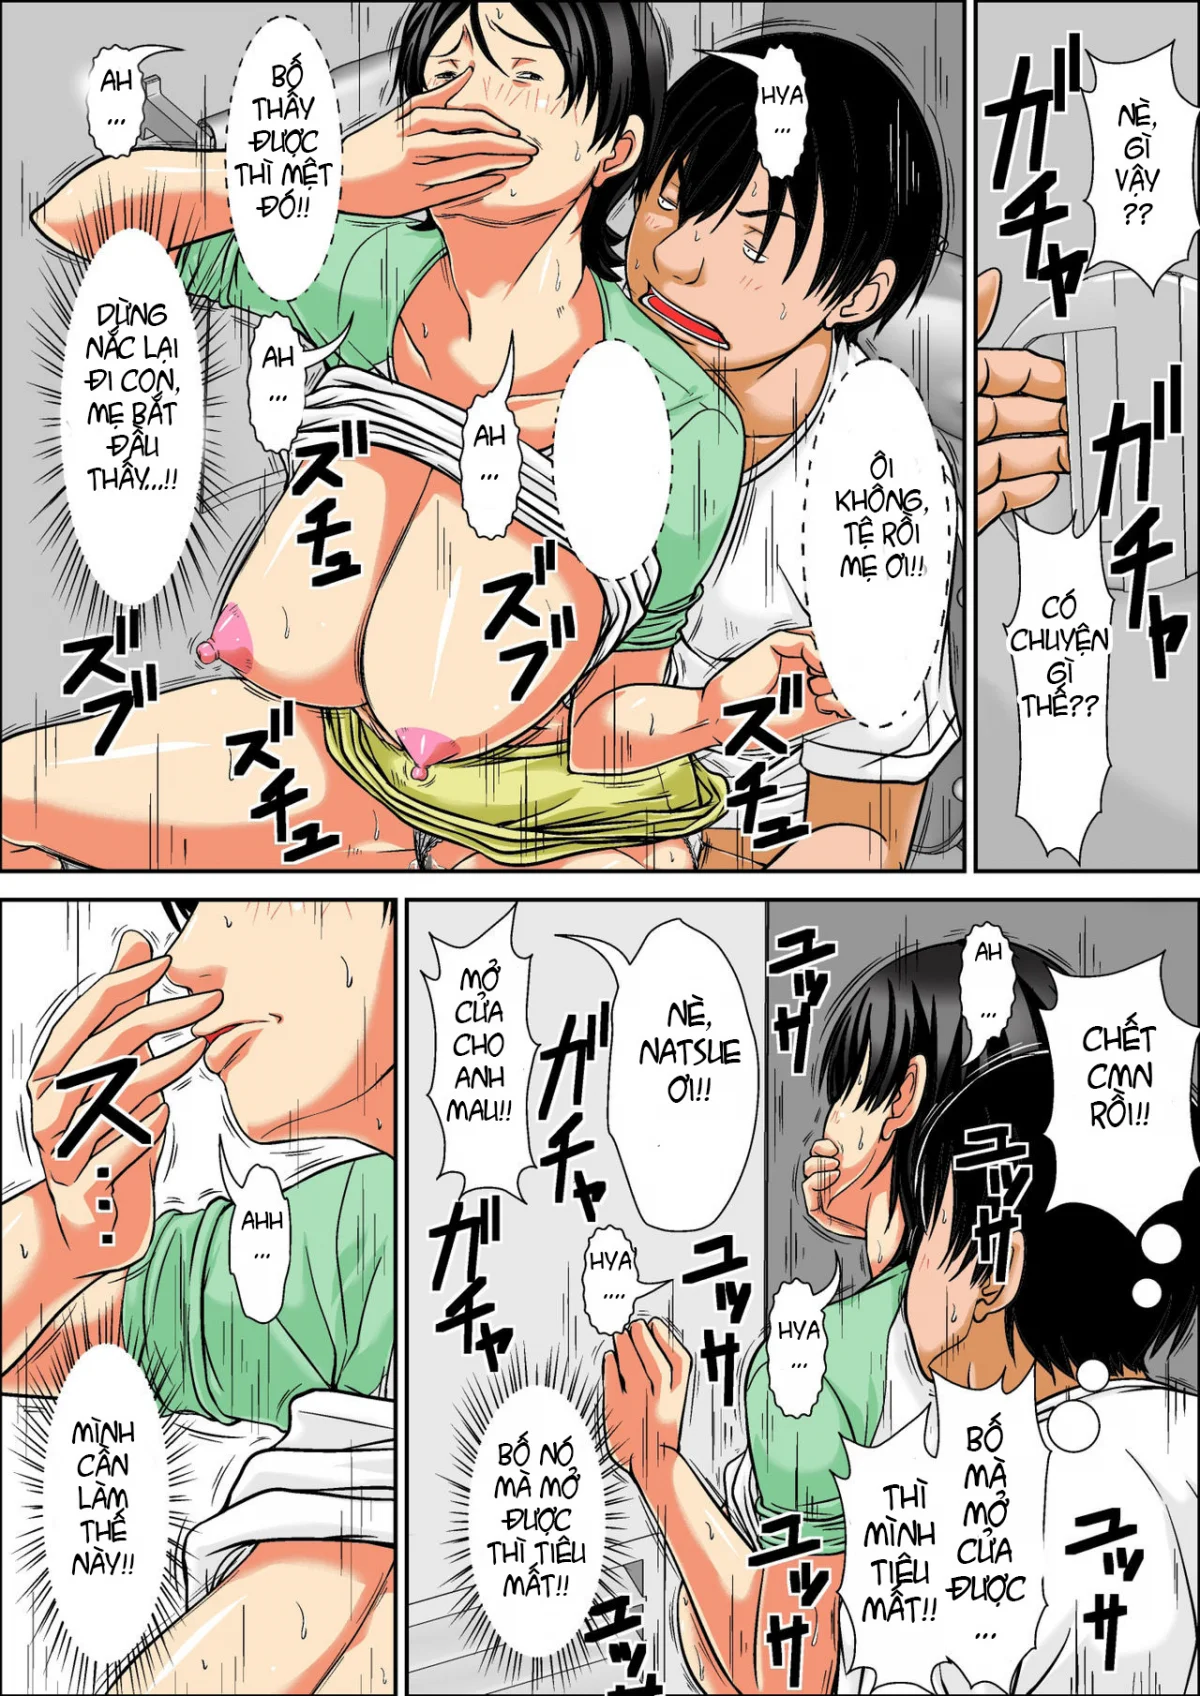 NÈ,
GÌ
VẬY
??
ガチャ
ガチャ
CÓ
CHUYỆN
GÌ
THẾ??
HYA
...
BỐ
THẤY
ĐƯỢC
THÌ MỆT
ĐÓ!!
AH
...
ÔI
KHÔNG,
TỆ RỒI
MẸ ƠI!!
AH
...
AH
...
DỪNG
NẮC LẠI
ĐI CON,
MẸ BẮT
ĐẦU
THẤY...!!
ズチュ
ズブ
ズブ
ズチュ
ズチュ
CHẾT
CMN
RỒI!!
AH
...
ユッサ
ユッサ
NÈ,
NATSUE
ƠI!!
MỞ
CỬA
CHO
ANH
MAU!!
ガチャ
ガチャ
HYA
....
HYA
...
ユッサ
BỐ
MÀ
MỞ
CỬA
ĐƯỢC
...
THÌ
MÌNH
TIÊU
MẤT!!
BỐ NÓ
MÀ MỞ
ĐƯỢC
THÌ TIÊU
MẤT!!
ユッサ
ユッサ
ス...
AHH
...
MÌNH
CẦN
LÀM
THẾ
NÀY!!